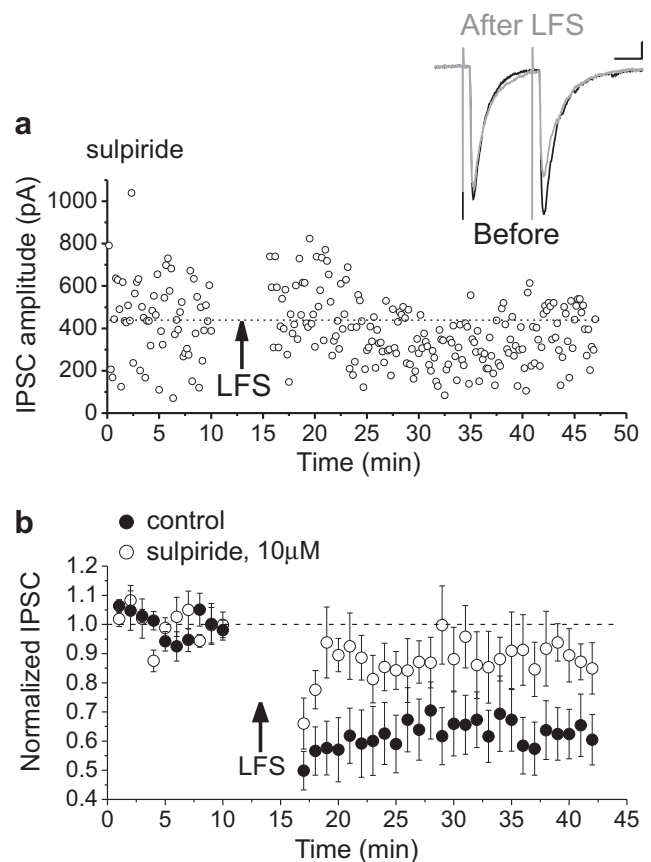 After LFS
a
sulpiride
Before
IPSC amplitude (pA)
1000
800
600
400
200
0
LFS
0 5 10 15 20 25 30 35 40 45 50
Time (min)
b
control
sulpiride, 10μM
Normalized IPSC
1.2
1.1
1.0
0.9
0.8
0.7
0.6
0.5
0.4
LFS
0 5 10 15 20 25 30 35 40 45
Time (min)